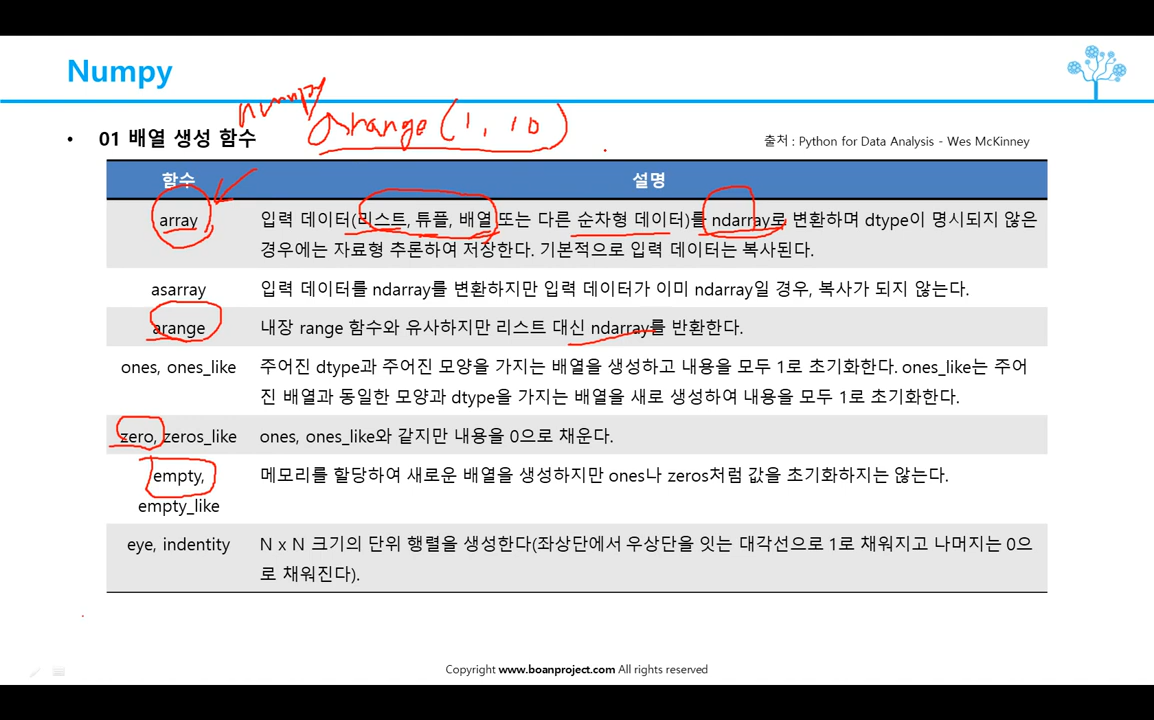 Numpy
numpy
arange (1, 10)
• 01 배열 생성 함수
출처 : Python for Data Analysis - Wes McKinney
함수 설명
array 입력 데이터(리스트, 튜플, 배열 또는 다른 순차형 데이터)를 ndarray로 변환하며 dtype이 명시되지 않은
경우에는 자료형 추론하여 저장한다. 기본적으로 입력 데이터는 복사된다.
asarray 입력 데이터를 ndarray를 변환하지만 입력 데이터가 이미 ndarray일 경우, 복사가 되지 않는다.
arange 내장 range 함수와 유사하지만 리스트 대신 ndarray를 반환한다.
ones, ones_like 주어진 dtype과 주어진 모양을 가지는 배열을 생성하고 내용을 모두 1로 초기화한다. ones_like는 주어
진 배열과 동일한 모양과 dtype을 가지는 배열을 새로 생성하여 내용을 모두 1로 초기화한다.
zero, zeros_like ones, ones_like와 같지만 내용을 0으로 채운다.
empty, 메모리를 할당하여 새로운 배열을 생성하지만 ones나 zeros처럼 값을 초기화하지는 않는다.
empty_like
eye, indentity N x N 크기의 단위 행렬을 생성한다(좌상단에서 우상단을 잇는 대각선으로 1로 채워지고 나머지는 0으
로 채워진다).
Copyright www.boanproject.com All rights reserved